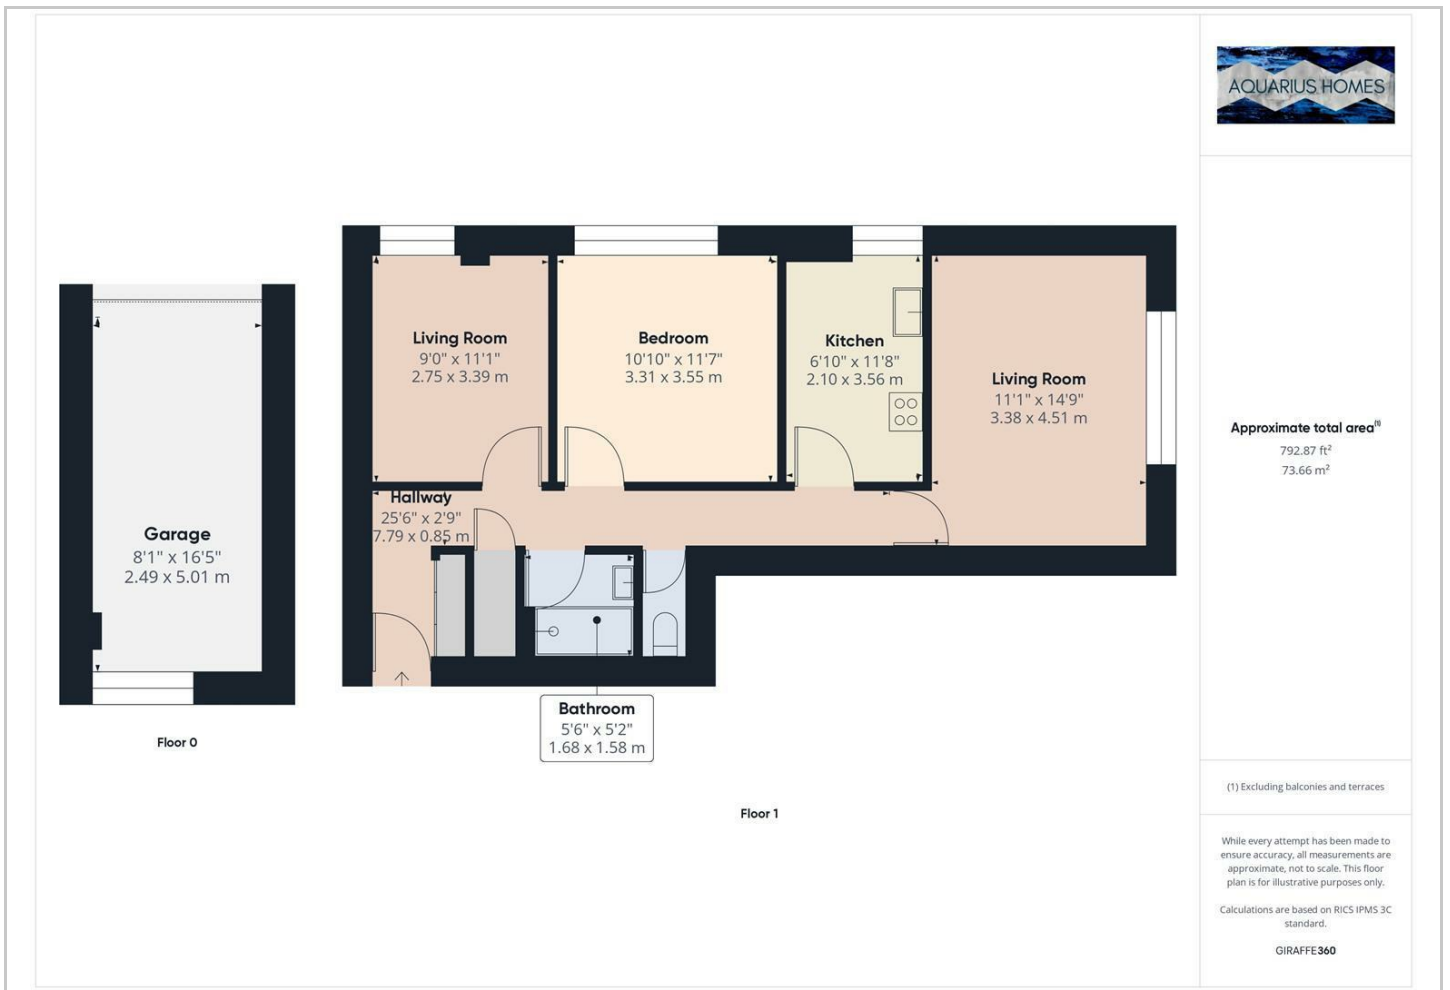 AQUARIUS HOMES
Living Room
9'0" x 11'1"
2.75 x 3.39 m
Bedroom
10'10" x 11'7"
3.31 x 3.55 m
Kitchen
6'10" x 11'8"
2.10 x 3.56 m
Living Room
11'1" x 14'9"
3.38 x 4.51 m
Hallway
25'6" x 2'9"
7.79 x 0.85 m
Garage
8'1" x 16'5"
2.49 x 5.01 m
Floor 0
Bathroom
5'6" x 5'2"
1.68 x 1.58 m
Floor 1
Approximate total area(1)
792.87 ft²
73.66 m²
(1) Excluding balconies and terraces
While every attempt has been made to
ensure accuracy, all measurements are
approximate, not to scale. This floor
plan is for illustrative purposes only.
Calculations are based on RICS IPMS 3C
standard.
GIRAFFE360